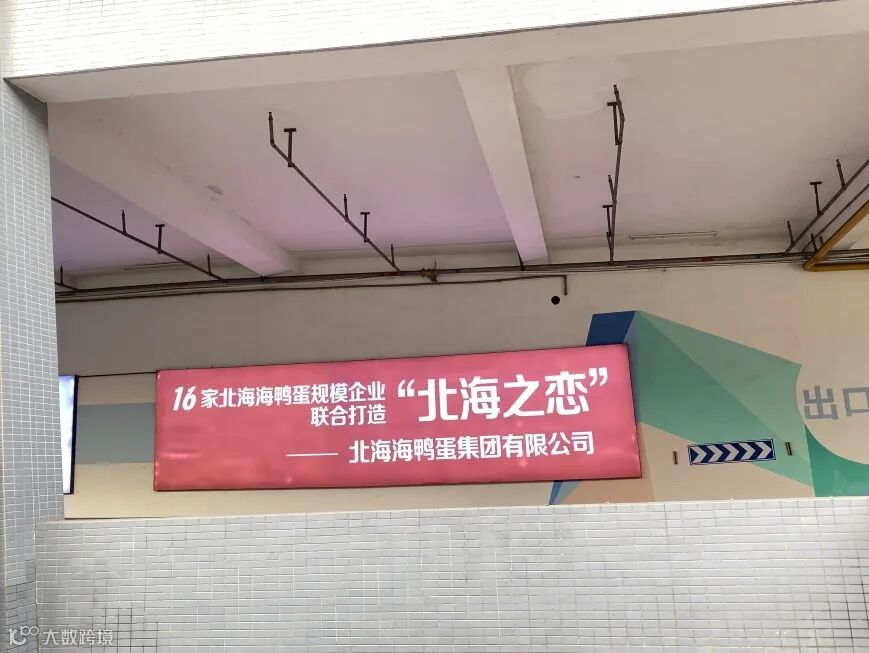 16家北海海鸭蛋规模企业
联合打造
“北海之恋”
—— 北海海鸭蛋集团有限公司
出口
大数跨境